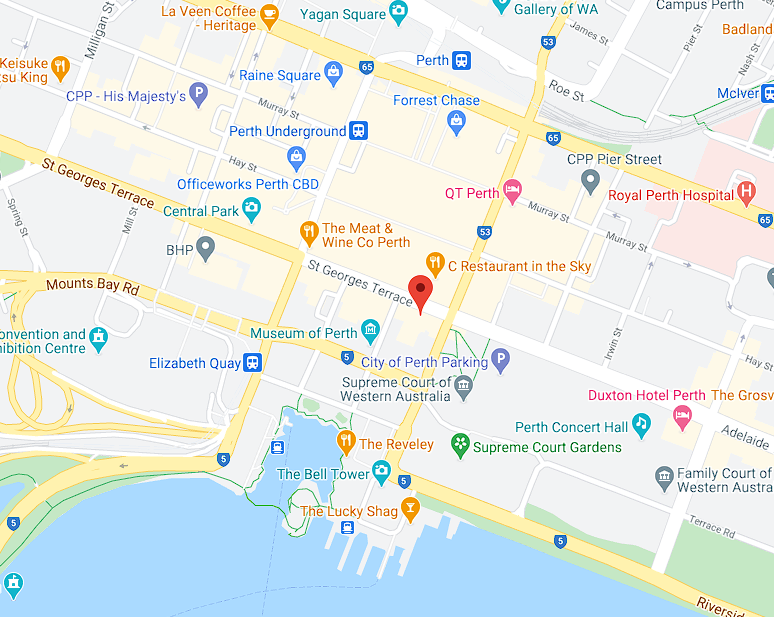 La Veen Coffee
- Heritage
Yagan Square
Gallery of WA
Campus Perth
Badland
James St
Pier St
Nash St
Milligan St
Keisuke
tsu King
Perth
53
65
Raine Square
Roe St
McIver
CPP - His Majesty's
Forrest Chase
Murray St
Perth Underground
65
CPP Pier Street
Hay St
Officeworks Perth CBD
QT Perth
Royal Perth Hospital
H
St Georges Terrace
Central Park
Murray St
65
Spring St
Mill St
The Meat &
Wine Co Perth
53
Murray St
BHP
C Restaurant in the Sky
St Georges Terrace
Mounts Bay Rd
Museum of Perth
Irwin St
onvention and
hibition Centre
Elizabeth Quay
5
City of Perth Parking
P
Hay St
Supreme Court of
Western Australia
Duxton Hotel Perth
The Grosv
Perth Concert Hall
Adelaide
The Reveley
Supreme Court Gardens
5
The Bell Tower
5
Family Court of
Western Austra
The Lucky Shag
5
5
Terrace Rd
Riversid